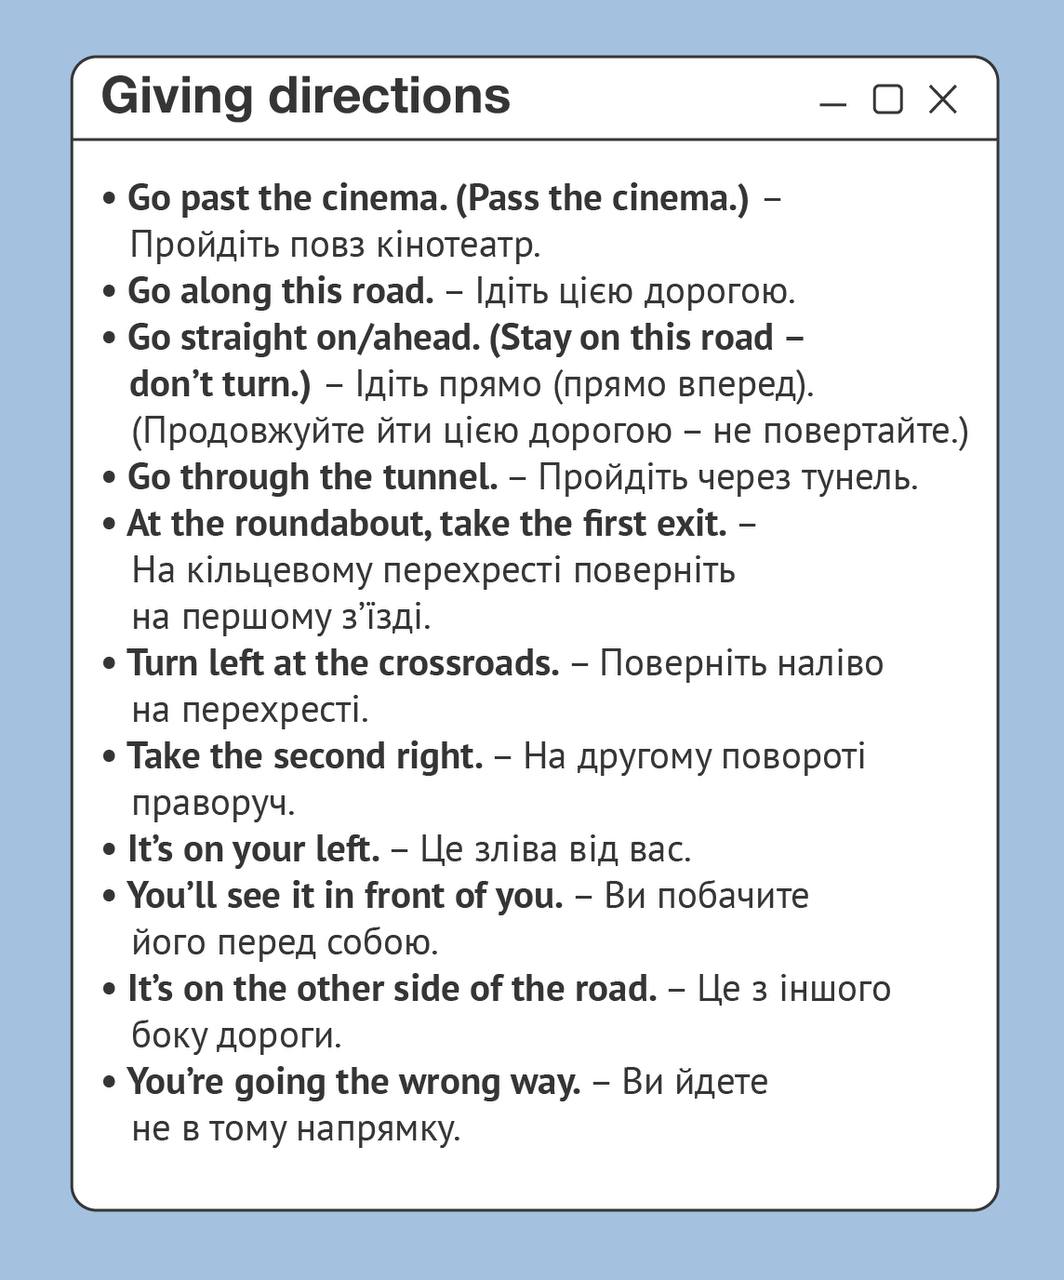 Giving directions
• Go past the cinema. (Pass the cinema.) –
Пройдіть повз кінотеатр.
• Go along this road. – Ідіть цією дорогою.
• Go straight on/ahead. (Stay on this road –
don’t turn.) – Ідіть прямо (прямо вперед).
(Продовжуйте йти цією дорогою – не повертайте.)
• Go through the tunnel. – Пройдіть через тунель.
• At the roundabout, take the first exit. –
На кільцевому перехресті поверніть
на першому з’їзді.
• Turn left at the crossroads. – Поверніть наліво
на перехресті.
• Take the second right. – На другому повороті
праворуч.
• It’s on your left. – Це зліва від вас.
• You’ll see it in front of you. – Ви побачите
його перед собою.
• It’s on the other side of the road. – Це з іншого
боку дороги.
• You’re going the wrong way. – Ви йдете
не в тому напрямку.